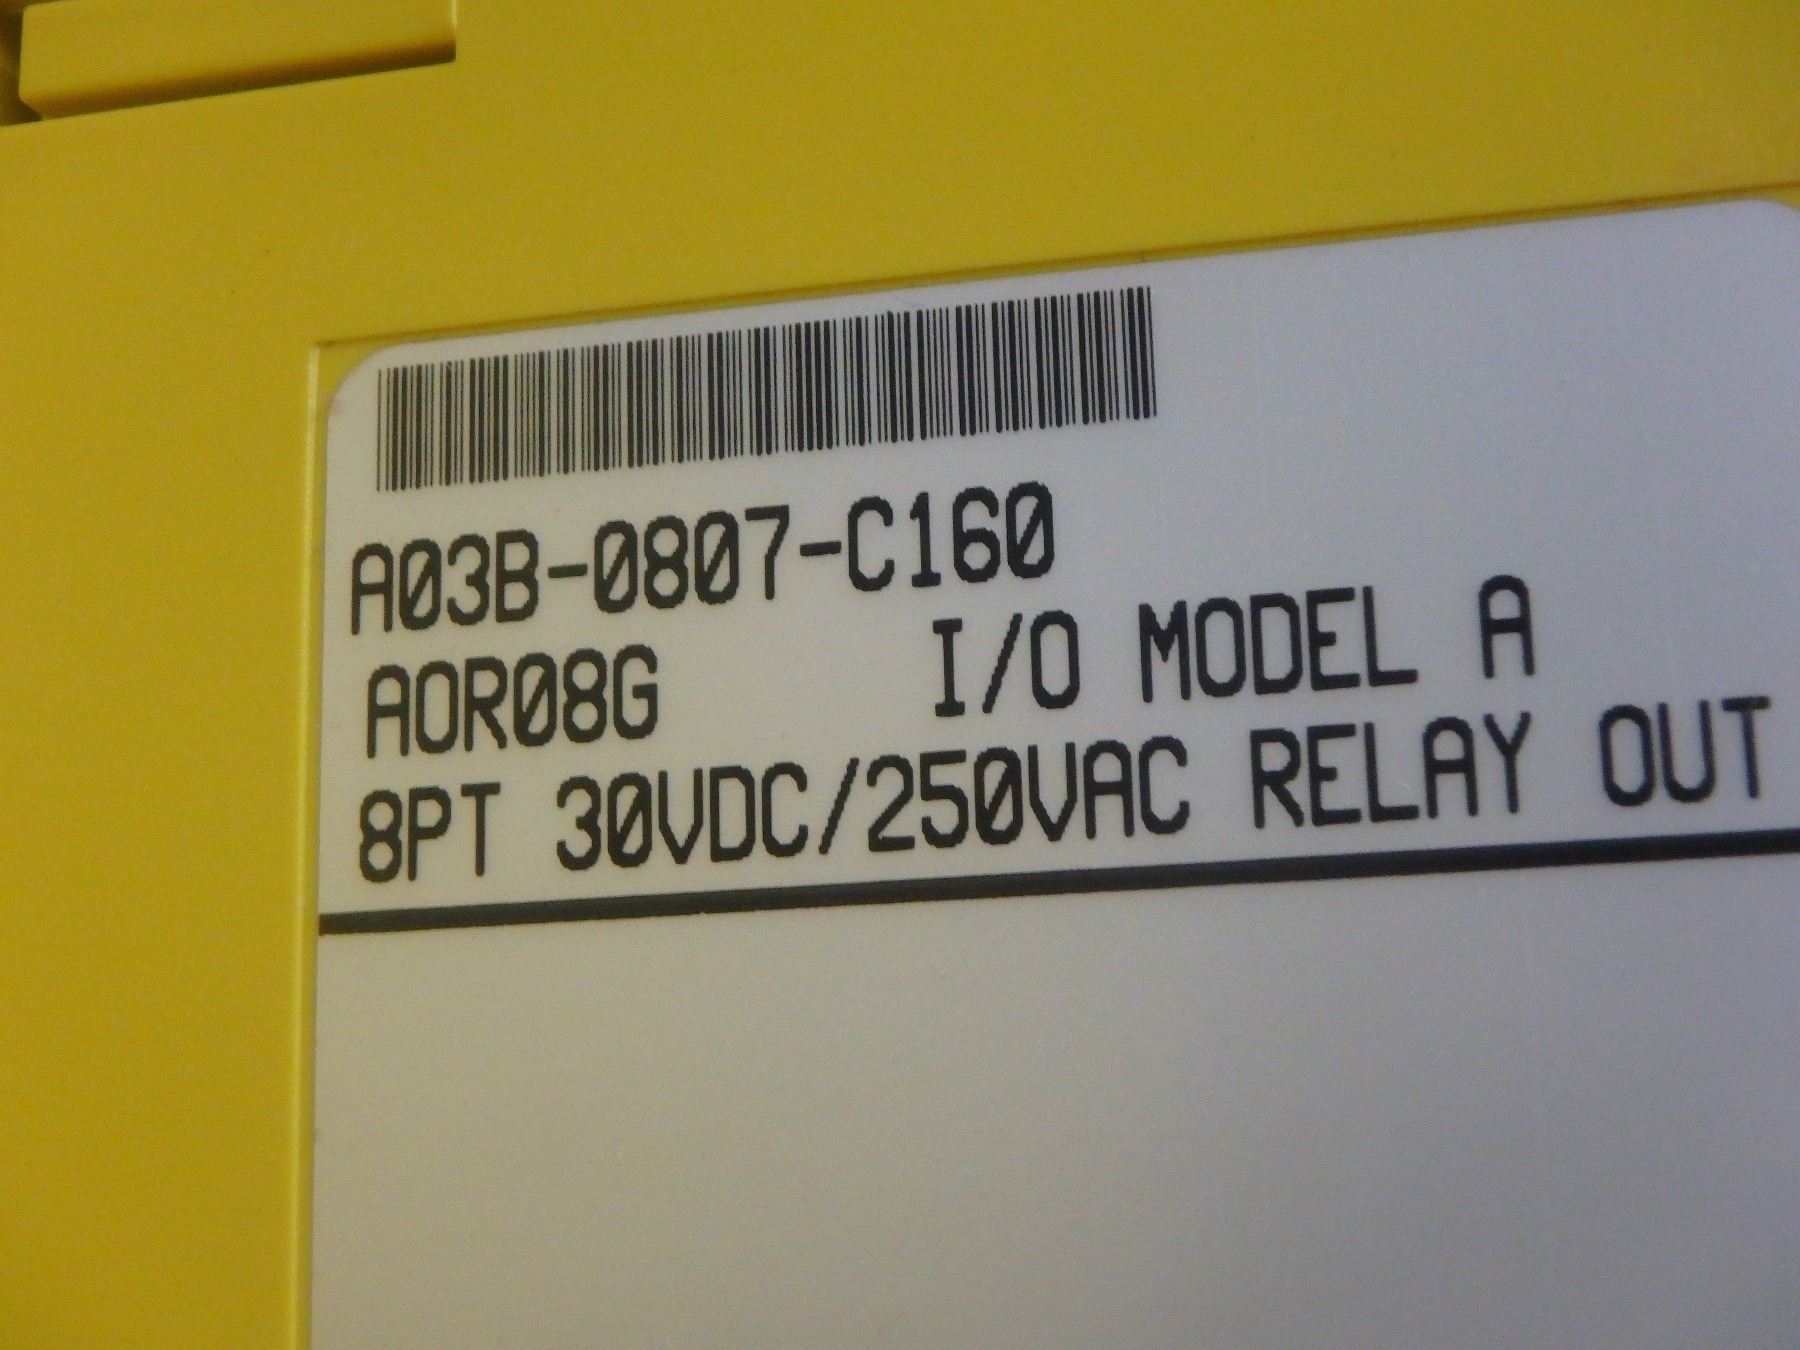 A03B-0807-C160
AOR08G I/O MODEL A
8PT 30VDC/250VAC RELAY OUT